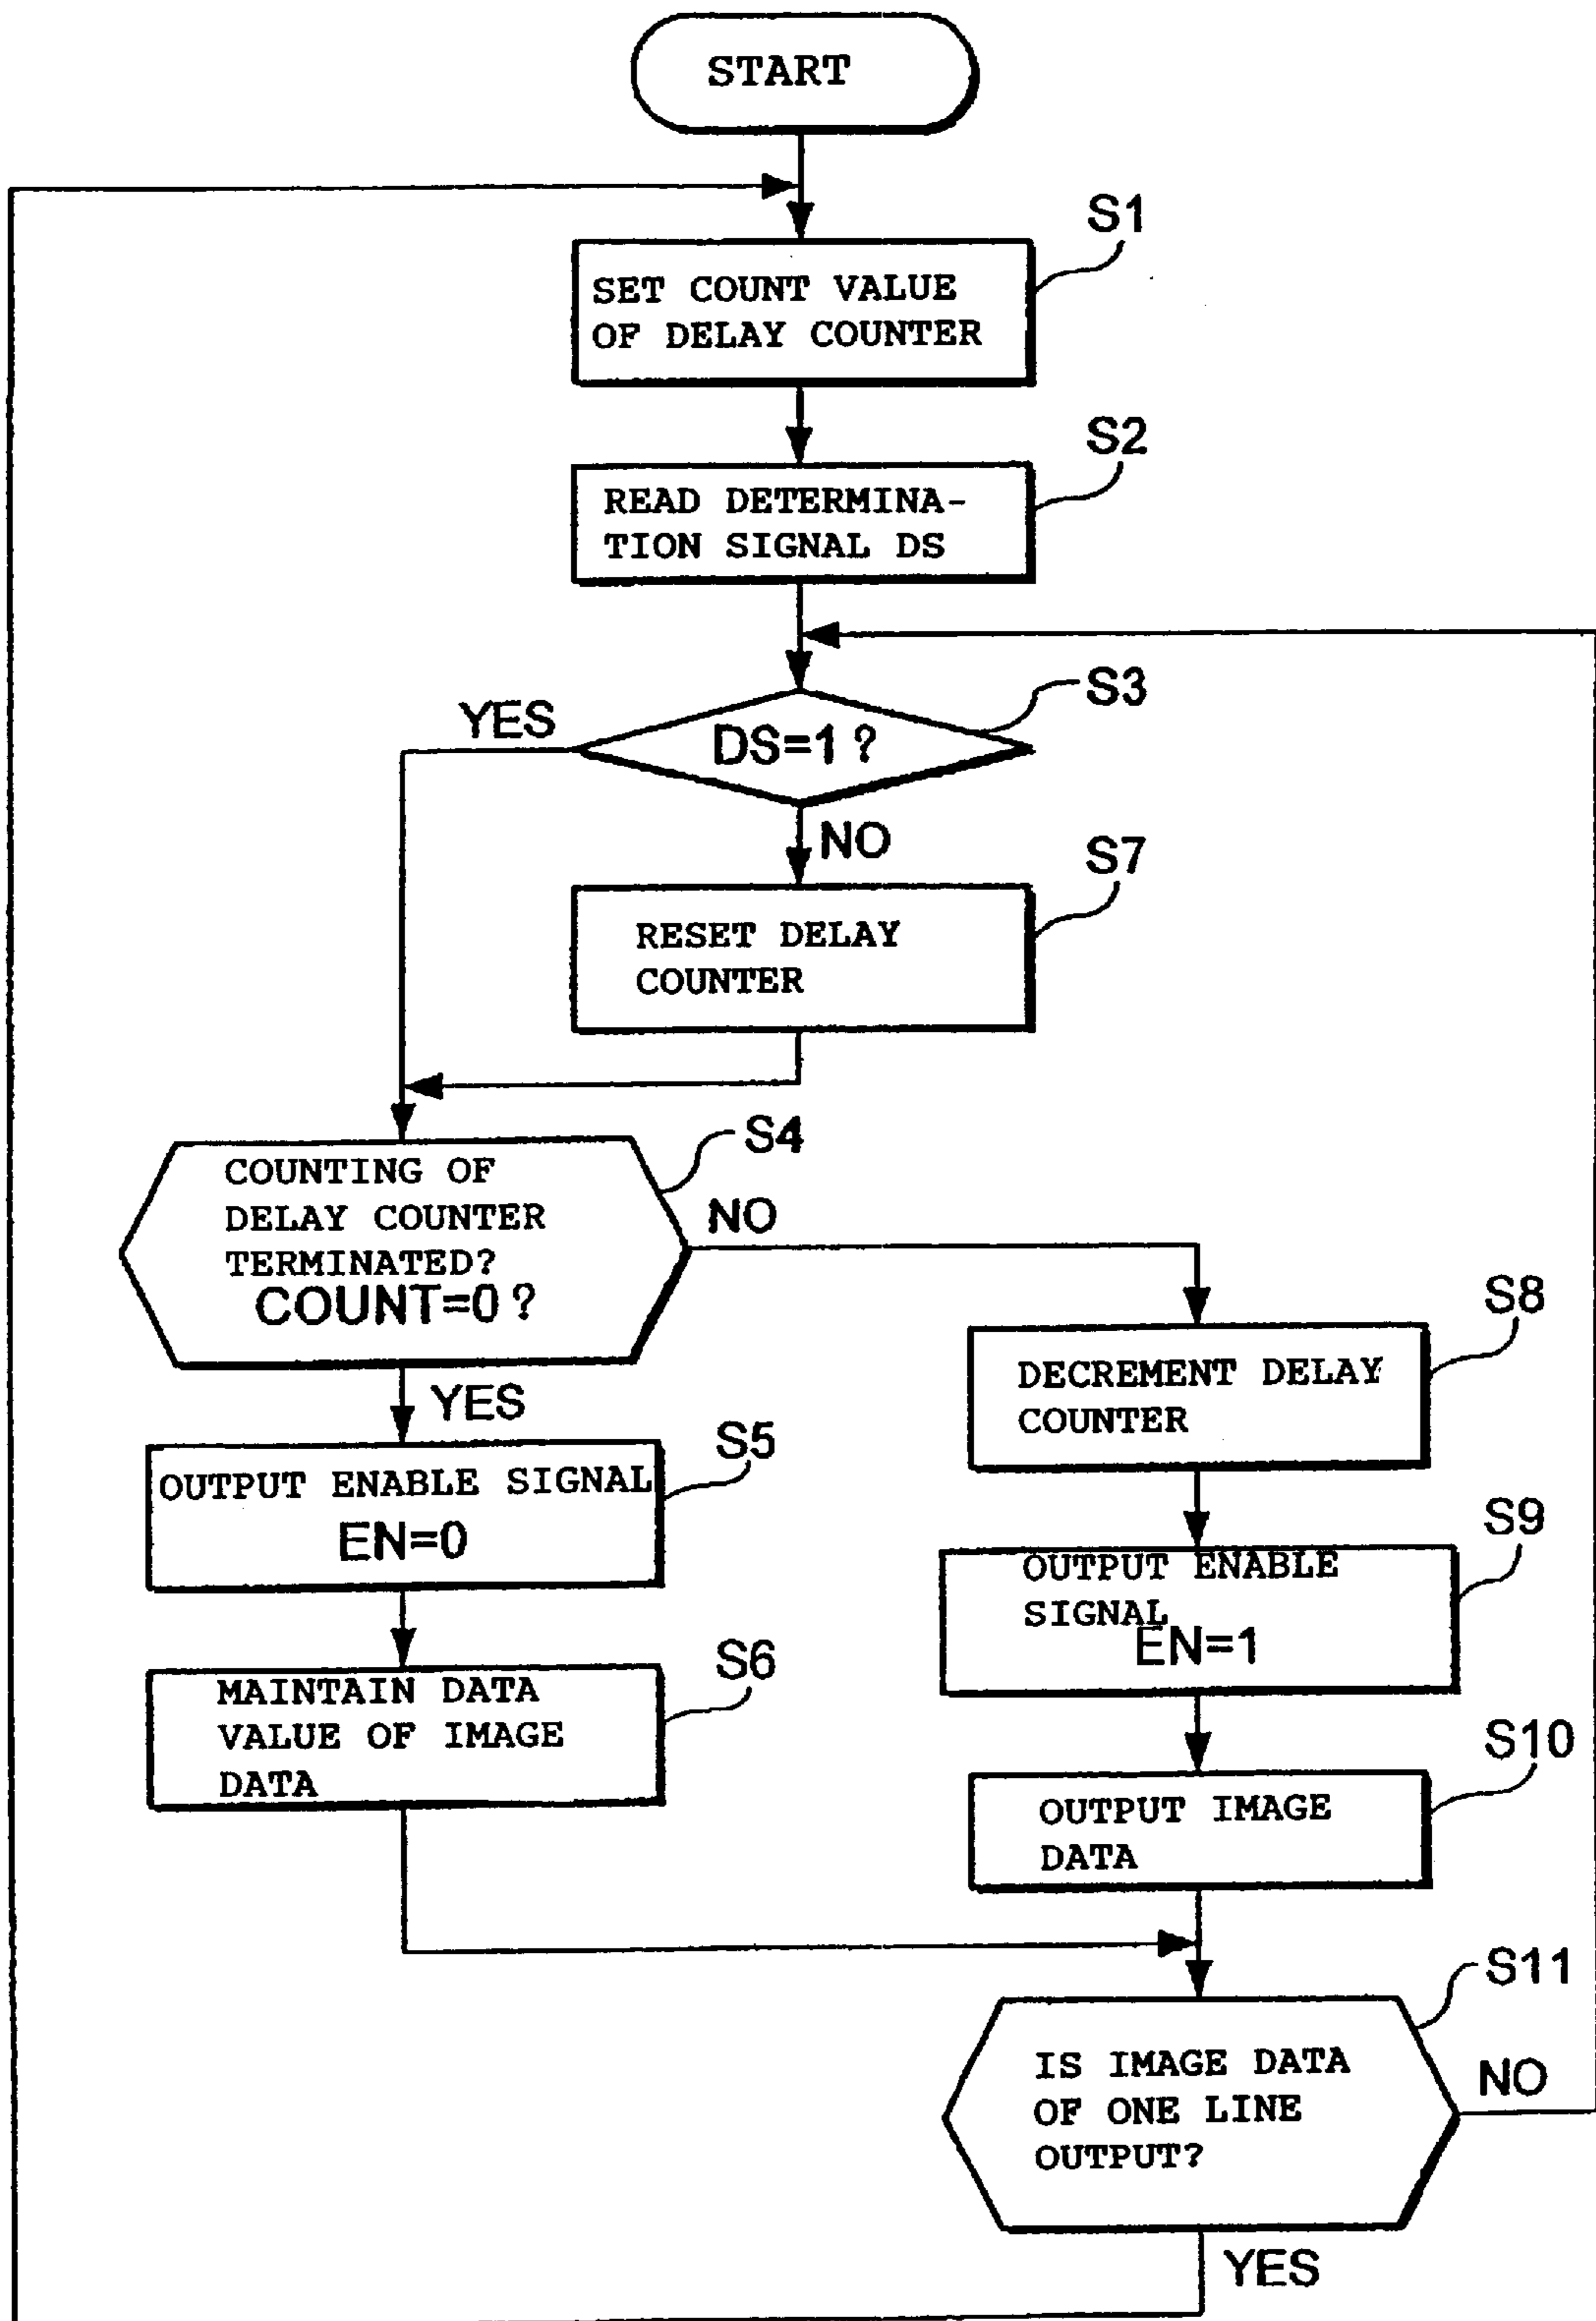 START
S1
SET COUNT VALUE
OF DELAY COUNTER
S2
READ DETERMINA-
TION SIGNAL DS
S3
YES
DS=1?
NO
S7
RESET DELAY
COUNTER
S4
COUNTING OF
DELAY COUNTER
TERMINATED?
COUNT=0?
NO
YES
S8
DECREMENT DELAY
COUNTER
S5
OUTPUT ENABLE SIGNAL
EN=0
S9
OUTPUT ENABLE
SIGNAL
EN=1
S6
MAINTAIN DATA
VALUE OF IMAGE
DATA
S10
OUTPUT IMAGE
DATA
S11
IS IMAGE DATA
OF ONE LINE
OUTPUT?
NO
YES